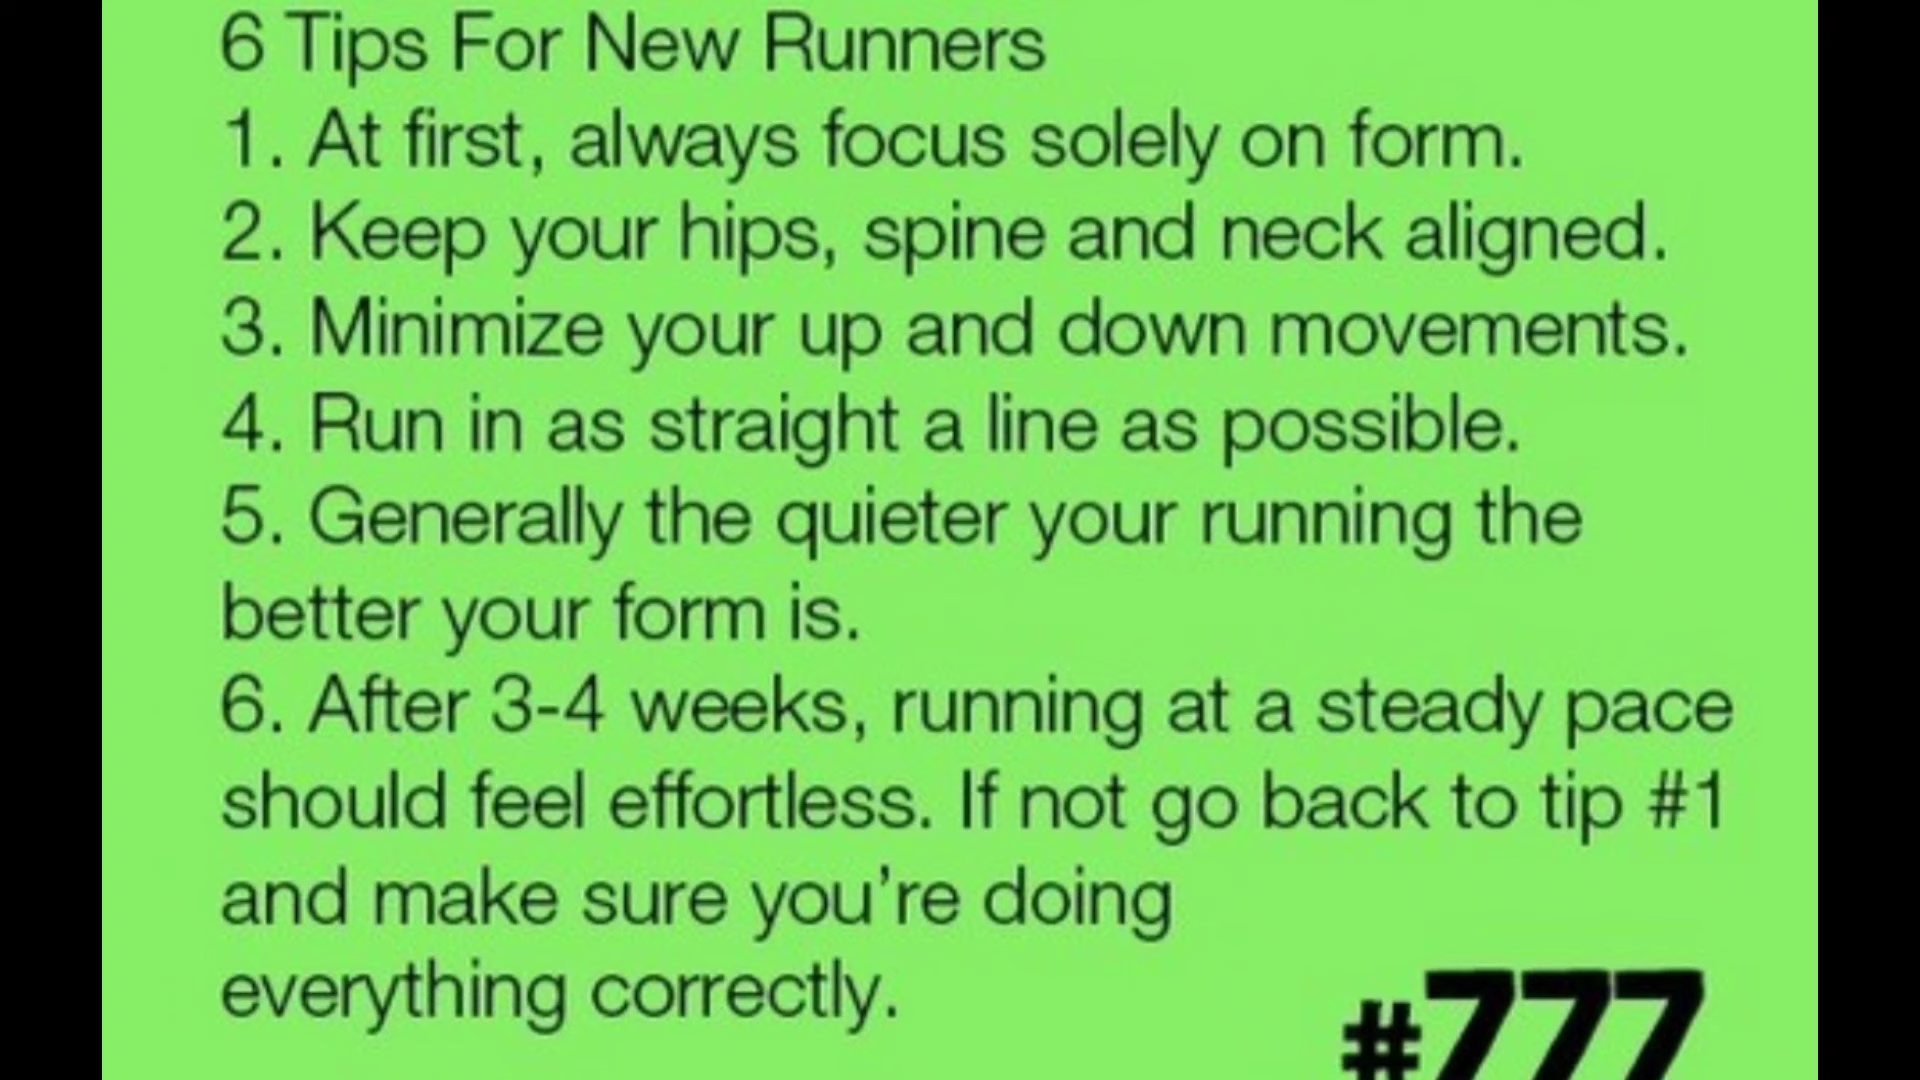 6 Tips For New Runners
1. At first, always focus solely on form.
2. Keep your hips, spine and neck aligned.
3. Minimize your up and down movements.
4. Run in as straight a line as possible.
5. Generally the quieter your running the
better your form is.
6. After 3-4 weeks, running at a steady pace
should feel effortless. If not go back to tip #1
and make sure you’re doing
everything correctly.
#777